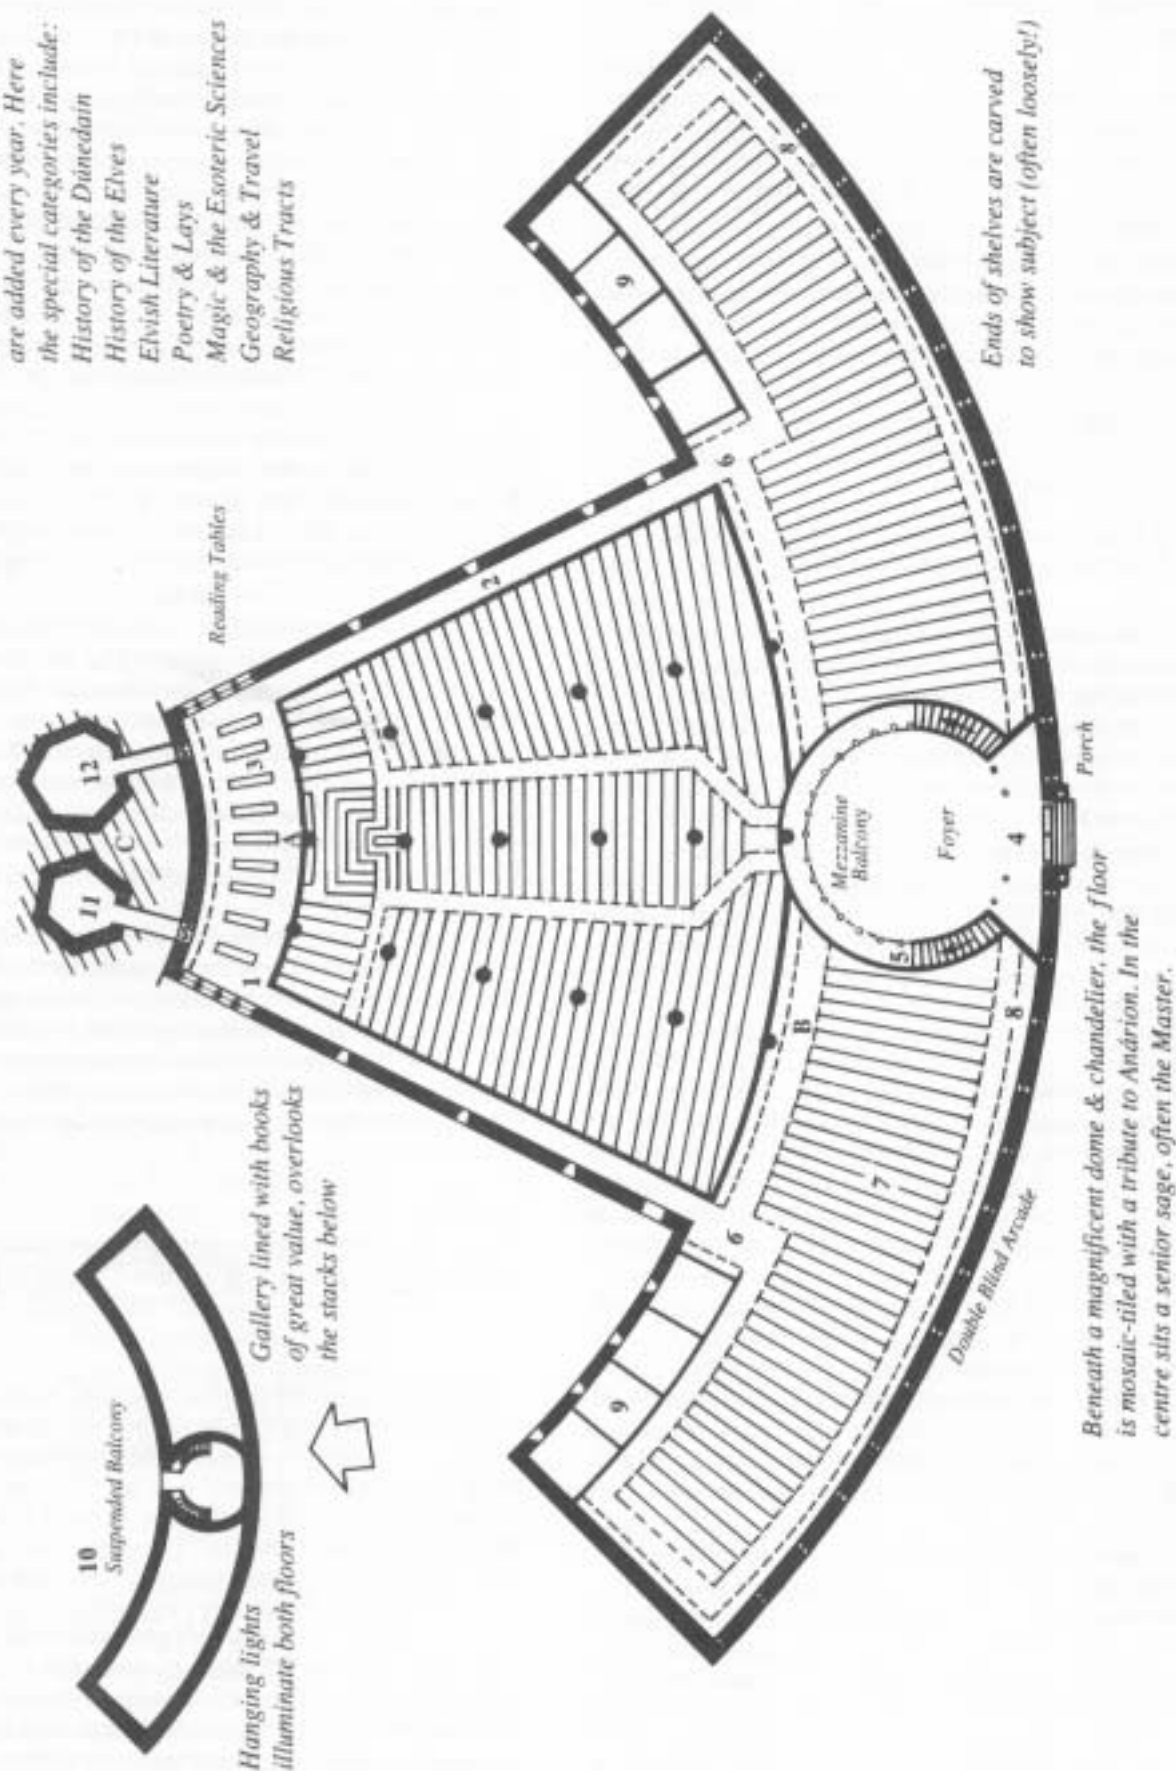 10
Suspended Balcony
Hanging lights
illuminate both floors
Gallery lined with books
of great value, overlooks
the stacks below
are added every year. Here
the special categories include:
History of the Dúnedain
History of the Elves
Elvish Literature
Poetry & Lays
Magic & the Esoteric Sciences
Geography & Travel
Religious Tracts
11
12
C
Reading Tables
1
3
A
2
9
9
6
6
B
5
Mezzanine
Balcony
Foyer
7
8
8
4
Double Blind Arcade
Porch
Ends of shelves are carved
to show subject (often loosely!)
Beneath a magnificent dome & chandelier, the floor
is mosaic-tiled with a tribute to Anárion. In the
centre sits a senior sage, often the Master.